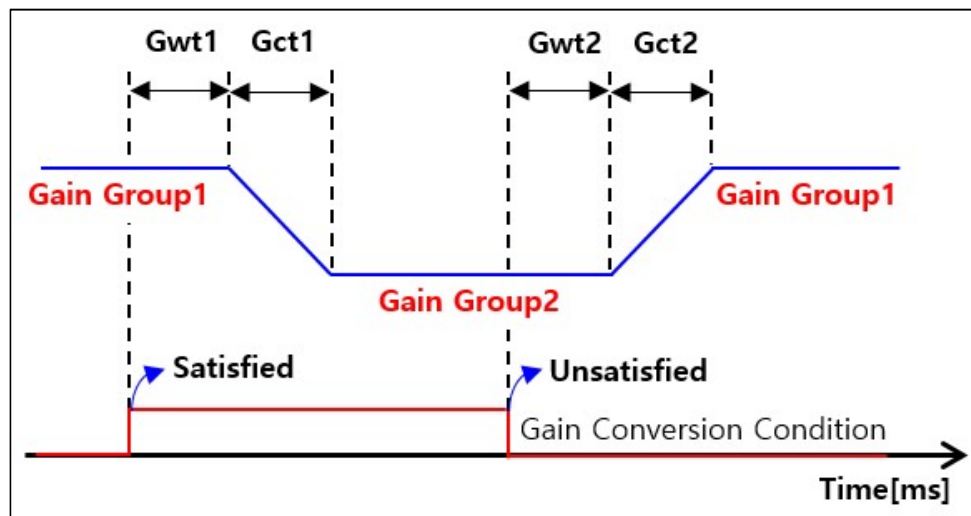 Gwt1 Gct1 Gwt2 Gct2
Gain Group1 Gain Group1
Gain Group2
Satisfied Unsatisfied
Gain Conversion Condition
Time[ms]